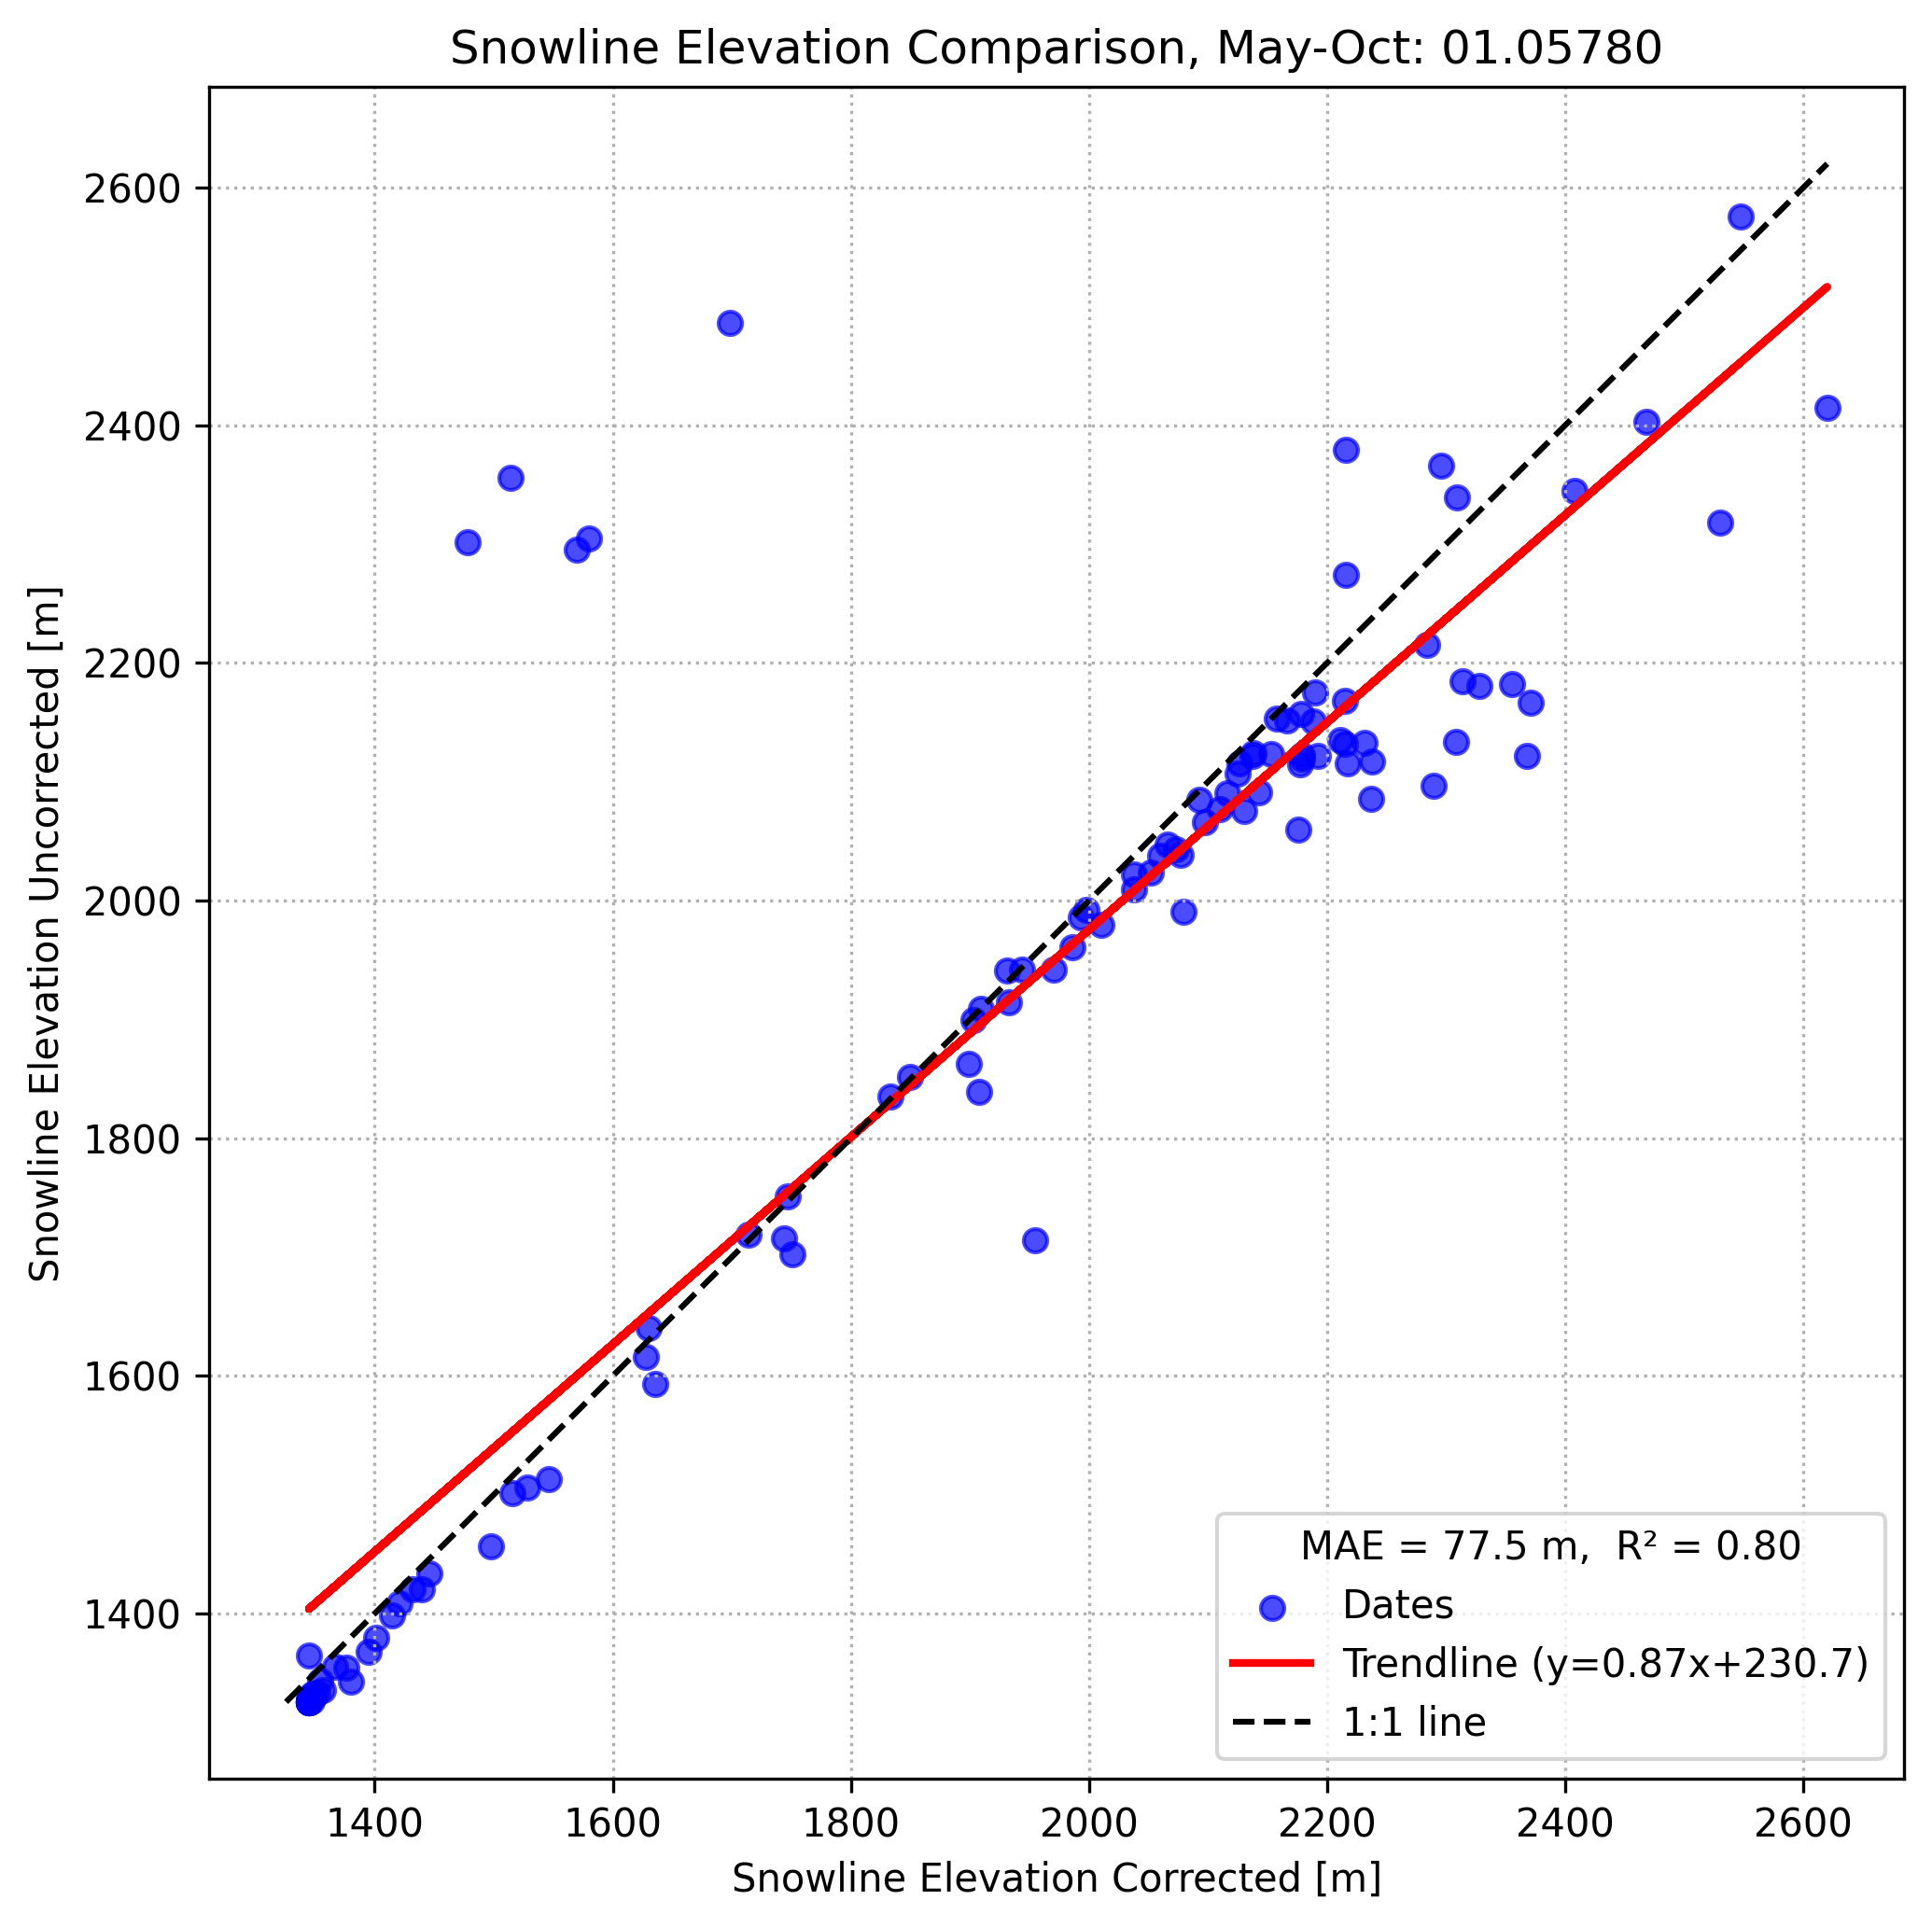 Snowline Elevation Comparison, May-Oct: 01.05780
Snowline Elevation Uncorrected [m]
2600
2400
2200
2000
1800
1600
1400
MAE = 77.5 m,  R² = 0.80
Dates
Trendline (y=0.87x+230.7)
1:1 line
1400 1600 1800 2000 2200 2400 2600
Snowline Elevation Corrected [m]